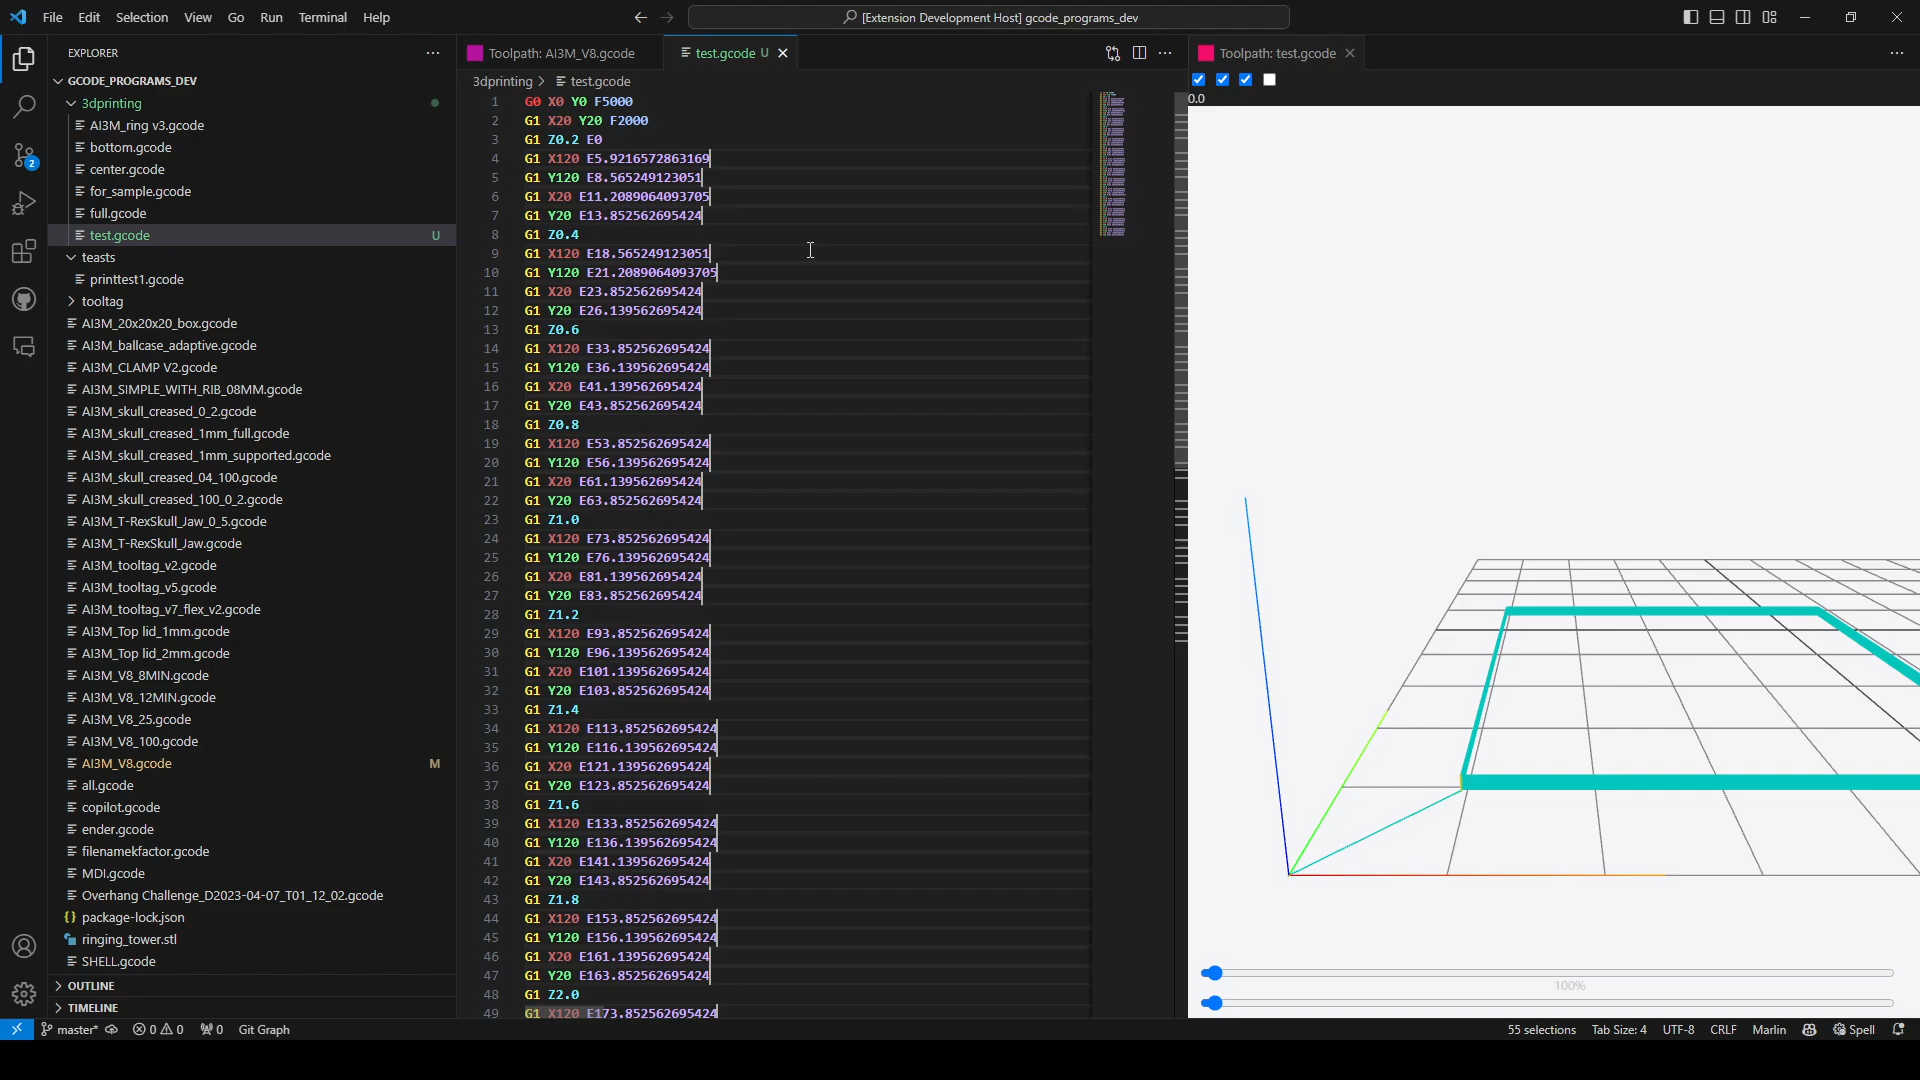 File Edit Selection View Go Run Terminal Help
[Extension Development Host] gcode_programs_dev
EXPLORER
GCODE_PROGRAMS_DEV
3dprinting
AI3M_ring v3.gcode
bottom.gcode
center.gcode
for_sample.gcode
full.gcode
test.gcode U
teasts
printtest1.gcode
tooltag
AI3M_20x20x20_box.gcode
AI3M_ballcase_adaptive.gcode
AI3M_CLAMP V2.gcode
AI3M_SIMPLE_WITH_RIB_08MM.gcode
AI3M_skull_creased_0_2.gcode
AI3M_skull_creased_1mm_full.gcode
AI3M_skull_creased_1mm_supported.gcode
AI3M_skull_creased_04_100.gcode
AI3M_skull_creased_100_0_2.gcode
AI3M_T-RexSkull_Jaw_0_5.gcode
AI3M_T-RexSkull_Jaw.gcode
AI3M_tooltag_v2.gcode
AI3M_tooltag_v5.gcode
AI3M_tooltag_v7_flex_v2.gcode
AI3M_Top lid_1mm.gcode
AI3M_Top lid_2mm.gcode
AI3M_V8_8MIN.gcode
AI3M_V8_12MIN.gcode
AI3M_V8_25.gcode
AI3M_V8_100.gcode
AI3M_V8.gcode M
all.gcode
copilot.gcode
ender.gcode
filenamekfactor.gcode
MDI.gcode
Overhang Challenge_D2023-04-07_T01_12_02.gcode
package-lock.json
ringing_tower.stl
SHELL.gcode
OUTLINE
TIMELINE
2
Toolpath: AI3M_V8.gcode
test.gcode U
3dprinting > test.gcode
1 G0 X0 Y0 F5000
2 G1 X20 Y20 F2000
3 G1 Z0.2 E0
4 G1 X120 E5.9216572863169
5 G1 Y120 E8.565249123051
6 G1 X20 E11.2089064093705
7 G1 Y20 E13.852562695424
8 G1 Z0.4
9 G1 X120 E18.565249123051
10 G1 Y120 E21.2089064093705
11 G1 X20 E23.852562695424
12 G1 Y20 E26.139562695424
13 G1 Z0.6
14 G1 X120 E33.852562695424
15 G1 Y120 E36.139562695424
16 G1 X20 E41.139562695424
17 G1 Y20 E43.852562695424
18 G1 Z0.8
19 G1 X120 E53.852562695424
20 G1 Y120 E56.139562695424
21 G1 X20 E61.139562695424
22 G1 Y20 E63.852562695424
23 G1 Z1.0
24 G1 X120 E73.852562695424
25 G1 Y120 E76.139562695424
26 G1 X20 E81.139562695424
27 G1 Y20 E83.852562695424
28 G1 Z1.2
29 G1 X120 E93.852562695424
30 G1 Y120 E96.139562695424
31 G1 X20 E101.139562695424
32 G1 Y20 E103.852562695424
33 G1 Z1.4
34 G1 X120 E113.852562695424
35 G1 Y120 E116.139562695424
36 G1 X20 E121.139562695424
37 G1 Y20 E123.852562695424
38 G1 Z1.6
39 G1 X120 E133.852562695424
40 G1 Y120 E136.139562695424
41 G1 X20 E141.139562695424
42 G1 Y20 E143.852562695424
43 G1 Z1.8
44 G1 X120 E153.852562695424
45 G1 Y120 E156.139562695424
46 G1 X20 E161.139562695424
47 G1 Y20 E163.852562695424
48 G1 Z2.0
49 G1 X120 E173.852562695424
Toolpath: test.gcode
0.0
100%
master* 0 0 0 Git Graph
55 selections Tab Size: 4 UTF-8 CRLF Marlin Spell